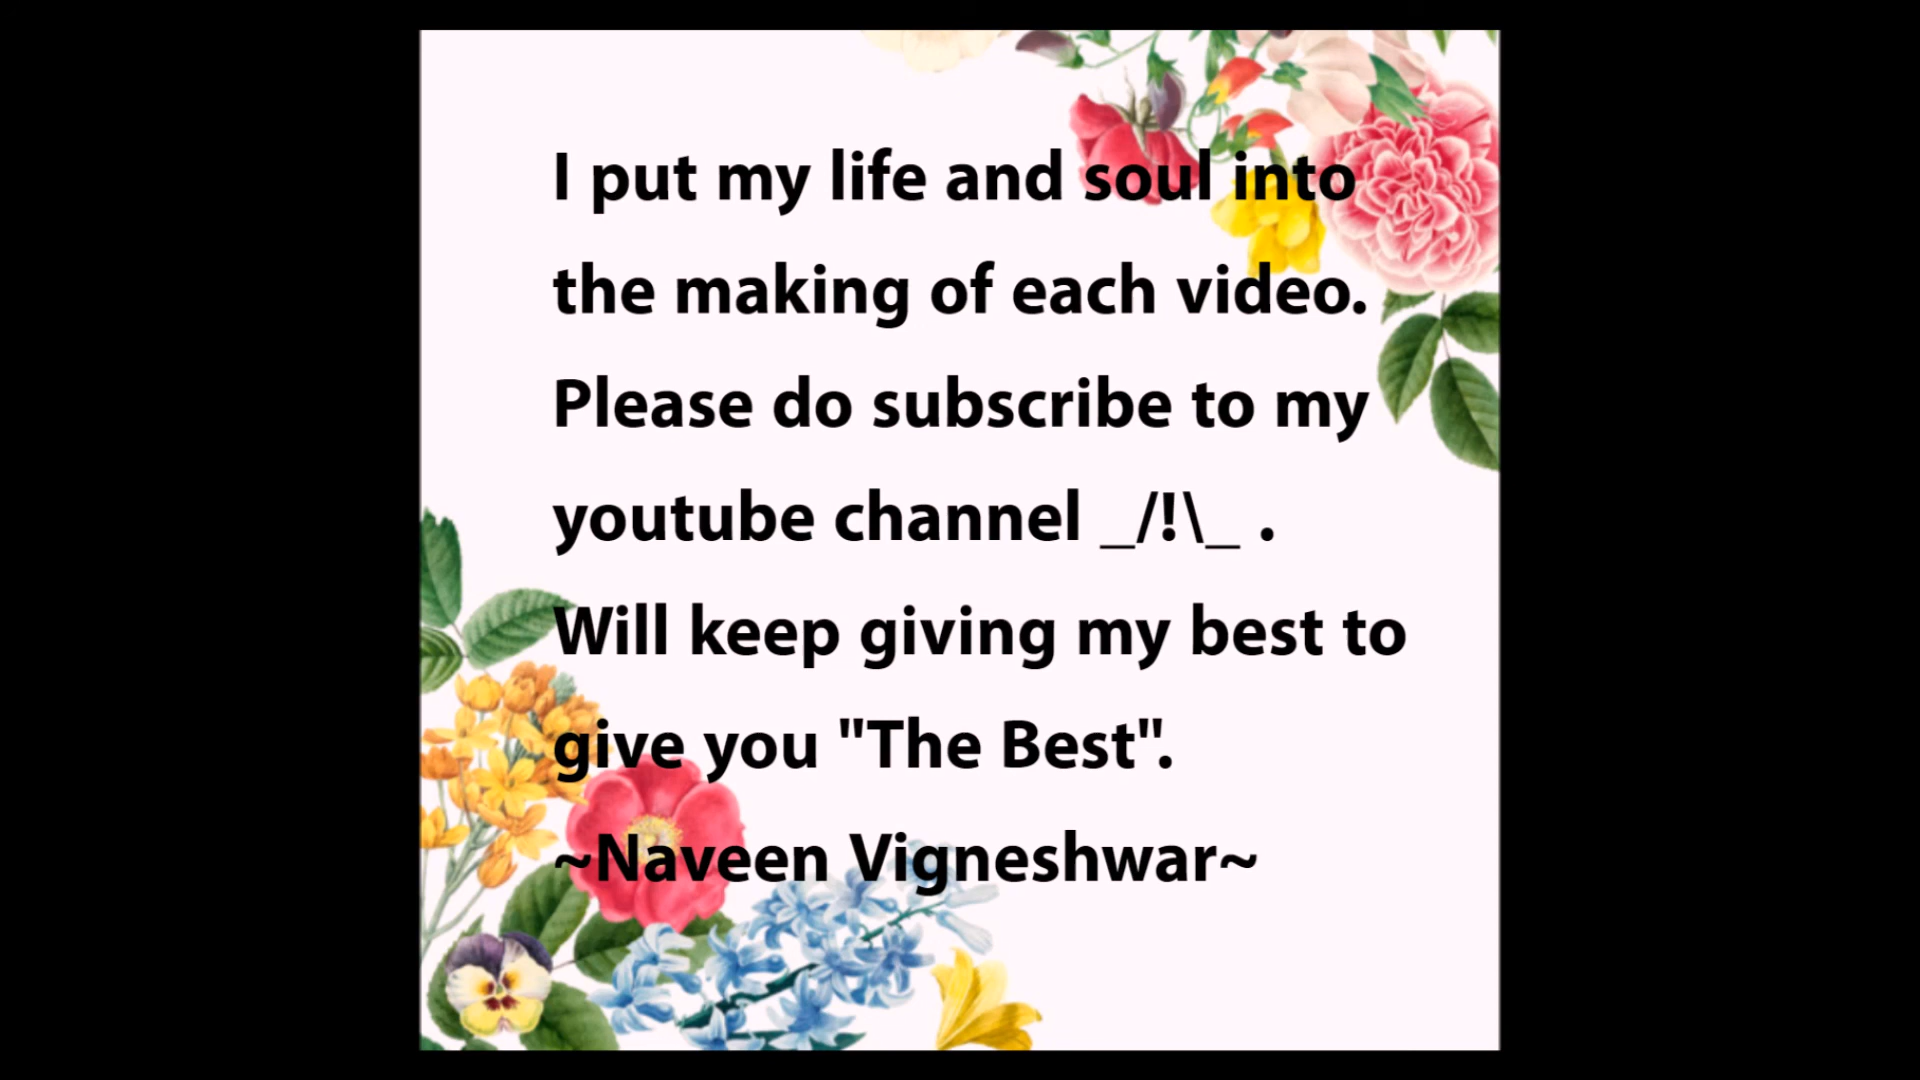 I put my life and soul into
the making of each video.
Please do subscribe to my
youtube channel _/!\_ .
Will keep giving my best to
give you "The Best".
~Naveen Vigneshwar~